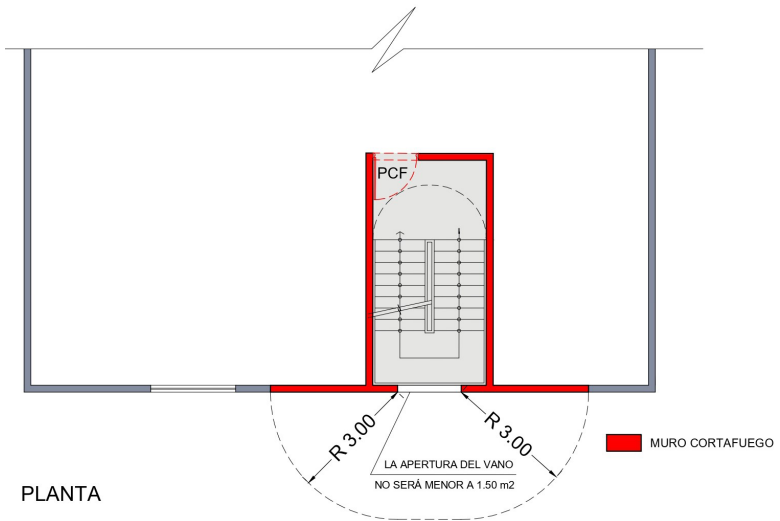 PCF
R 3.00
R 3.00
LA APERTURA DEL VANO
NO SERÁ MENOR A 1.50 m2
MURO CORTAFUEGO
PLANTA